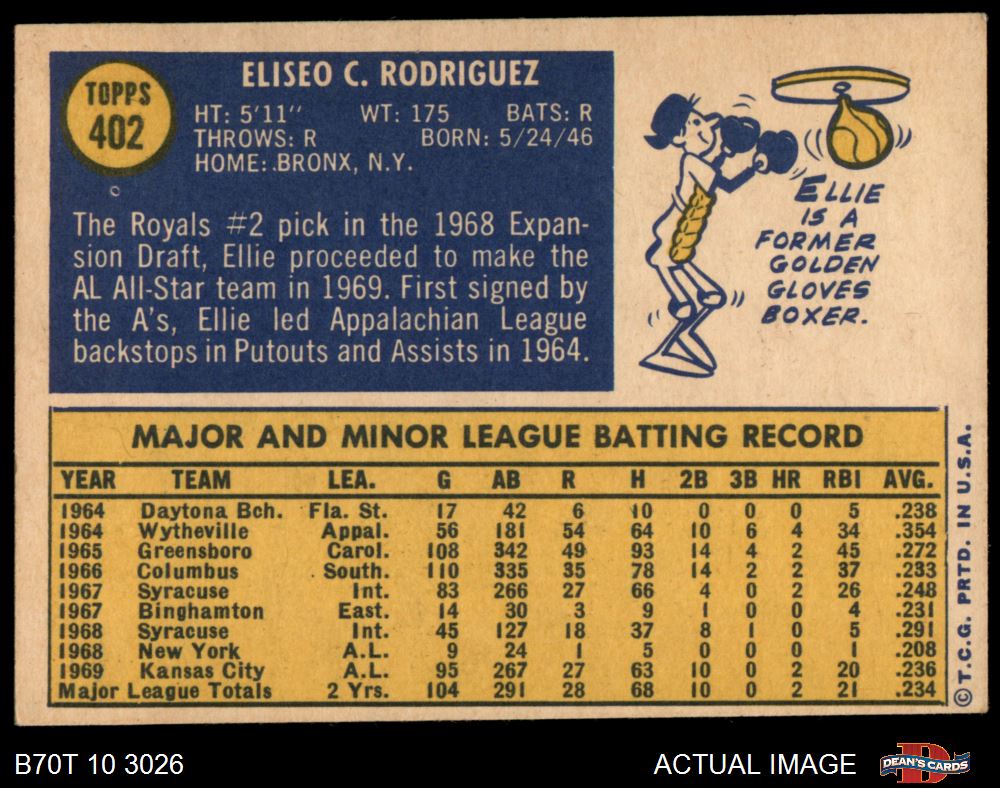 TOPPS
402
ELISEO C. RODRIGUEZ
HT: 5'11" WT: 175 BATS: R
THROWS: R BORN: 5/24/46
HOME: BRONX, N.Y.
The Royals #2 pick in the 1968 Expan-
sion Draft, Ellie proceeded to make the
AL All-Star team in 1969. First signed by
the A's, Ellie led Appalachian League
backstops in Putouts and Assists in 1964.
ELLIE
IS A
FORMER
GOLDEN
GLOVES
BOXER.
MAJOR AND MINOR LEAGUE BATTING RECORD
YEAR TEAM LEA. G AB R H 2B 3B HR RBI AVG.
1964 Daytona Bch. Fla. St. 17 42 6 10 0 0 0 5 .238
1964 Wytheville Appal. 56 181 54 64 10 6 4 34 .354
1965 Greensboro Carol. 108 342 49 93 14 4 2 45 .272
1966 Columbus South. 110 335 35 78 14 2 2 37 .233
1967 Syracuse Int. 83 266 27 66 4 0 2 26 .248
1967 Binghamton East. 14 30 3 9 1 0 0 4 .231
1968 Syracuse Int. 45 127 18 37 8 1 0 5 .291
1968 New York A.L. 9 24 1 5 0 0 0 1 .208
1969 Kansas City A.L. 95 267 27 63 10 0 2 20 .236
Major League Totals 2 Yrs. 104 291 28 68 10 0 2 21 .234
© T.C.G. PRTD. IN U.S.A.
B70T 10 3026
ACTUAL IMAGE
D
DEAN'S CARDS